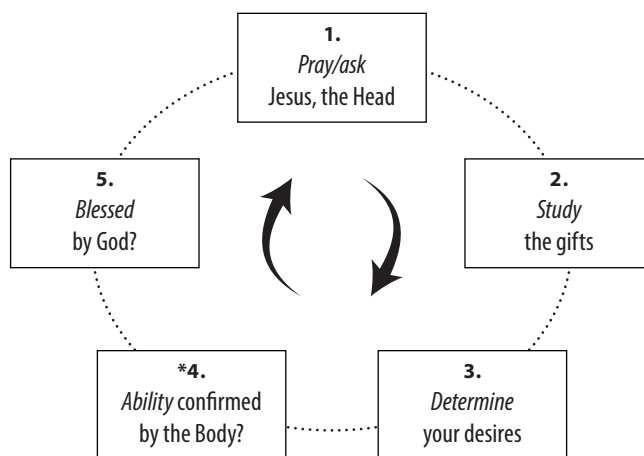 1.
Pray/ask
Jesus, the Head
2.
Study
the gifts
3.
Determine
your desires
*4.
Ability confirmed
by the Body?
5.
Blessed
by God?